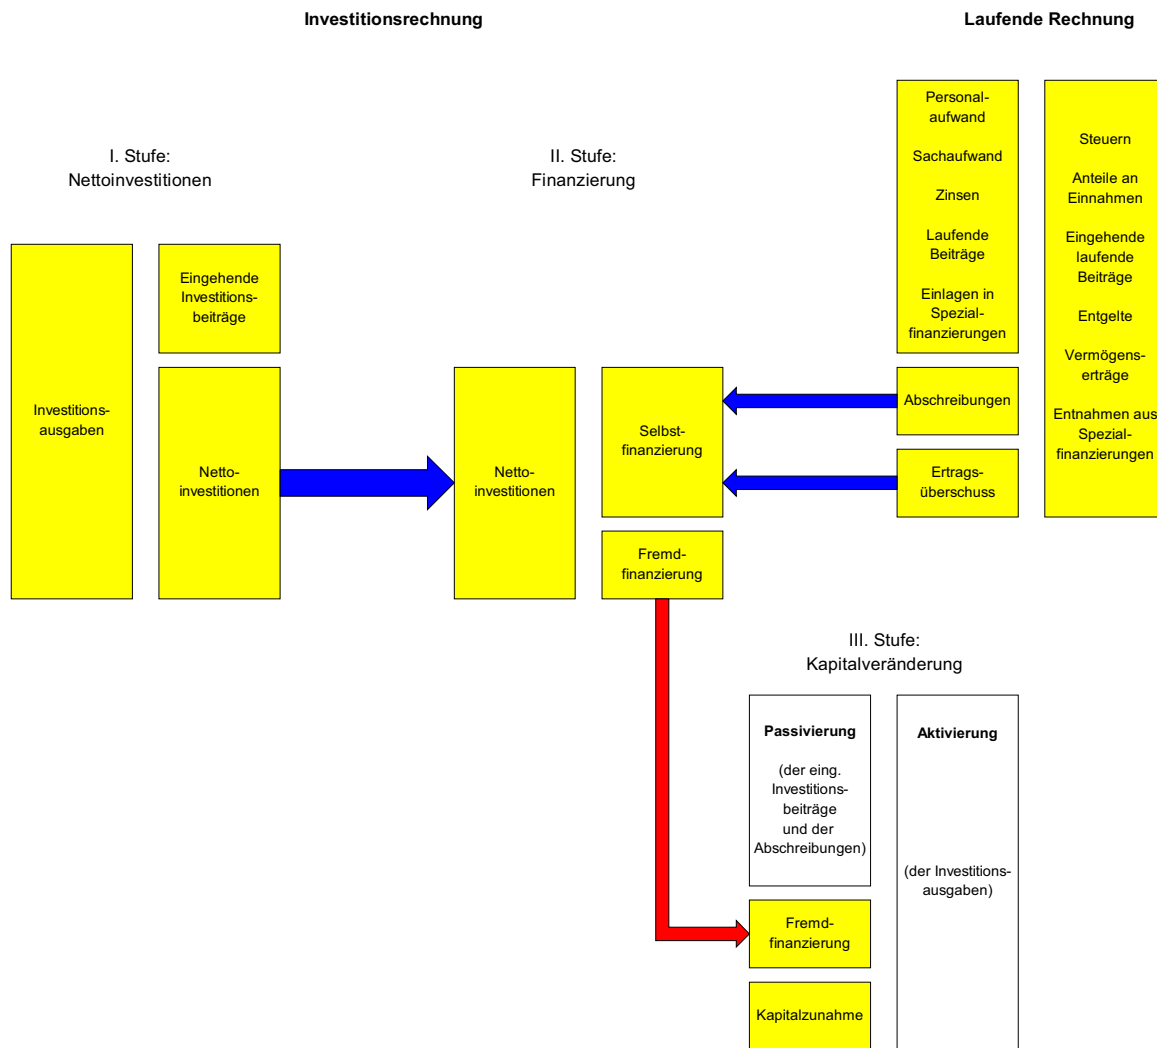 Investitionsrechnung
Laufende Rechnung
I. Stufe:
Nettoinvestitionen
II. Stufe:
Finanzierung
Investitions-
ausgaben
Eingehende
Investitions-
beiträge
Netto-
investitionen
Netto-
investitionen
Selbst-
finanzierung
Fremd-
finanzierung
Personal-
aufwand
Sachaufwand
Zinsen
Laufende
Beiträge
Einlagen in
Spezial-
finanzierungen
Abschreibungen
Ertrags-
überschuss
Steuern
Anteile an
Einnahmen
Eingehende
laufende
Beiträge
Entgelte
Vermögens-
erträge
Entnahmen aus
Spezial-
finanzierungen
III. Stufe:
Kapitalveränderung
Passivierung
(der eing.
Investitions-
beiträge
und der
Abschreibungen)
Fremd-
finanzierung
Kapitalzunahme
Aktivierung
(der Investitions-
ausgaben)